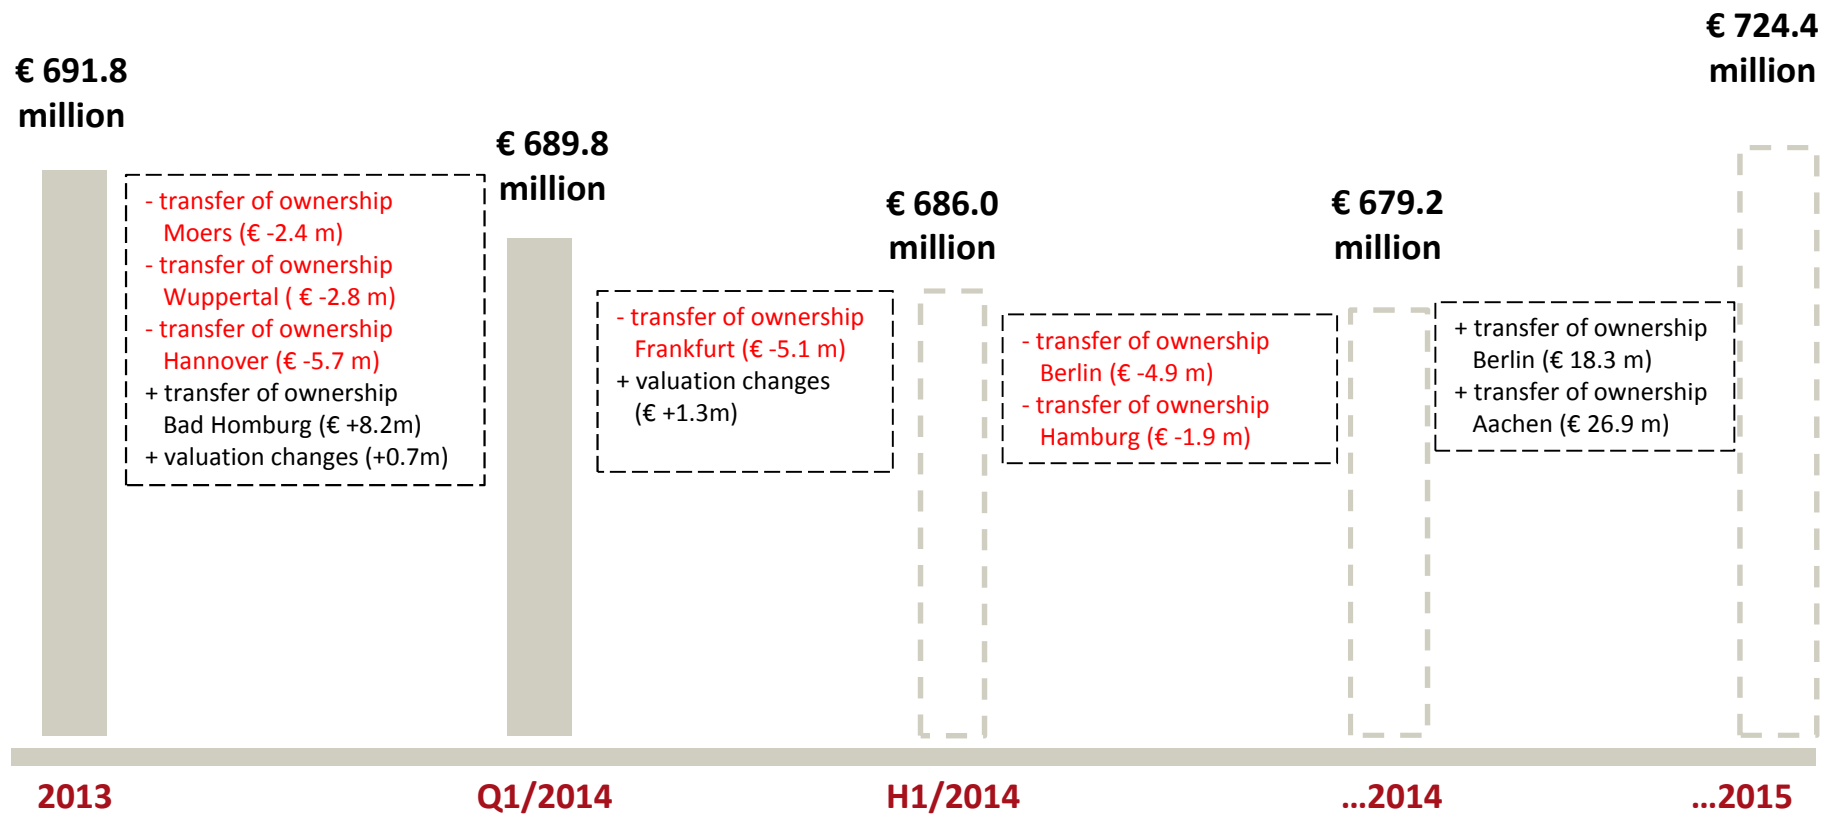 € 691.8
million
- transfer of ownership
Moers (€ -2.4 m)
- transfer of ownership
Wuppertal ( € -2.8 m)
- transfer of ownership
Hannover (€ -5.7 m)
+ transfer of ownership
Bad Homburg (€ +8.2m)
+ valuation changes (+0.7m)
€ 689.8
million
- transfer of ownership
Frankfurt (€ -5.1 m)
+ valuation changes
(€ +1.3m)
€ 686.0
million
- transfer of ownership
Berlin (€ -4.9 m)
- transfer of ownership
Hamburg (€ -1.9 m)
€ 679.2
million
+ transfer of ownership
Berlin (€ 18.3 m)
+ transfer of ownership
Aachen (€ 26.9 m)
€ 724.4
million
2013
Q1/2014
H1/2014
...2014
...2015